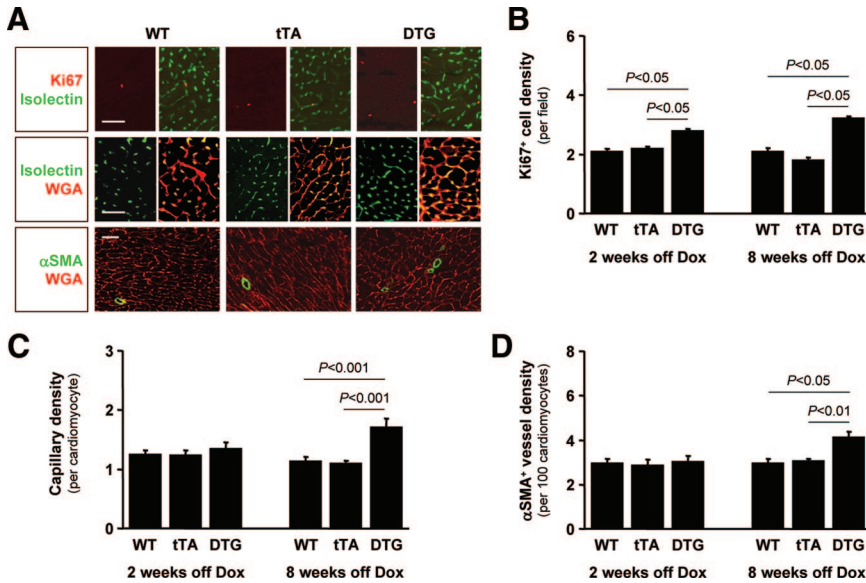 A
WT tTA DTG
Ki67
Isolectin
Isolectin
WGA
αSMA
WGA
B
Ki67⁺ cell density
(per field)
6
4
2
0
P<0.05
P<0.05
P<0.05
P<0.05
WT tTA DTG WT tTA DTG
2 weeks off Dox 8 weeks off Dox
C
Capillary density
(per cardiomyocyte)
3
2
1
0
P<0.001
P<0.001
WT tTA DTG WT tTA DTG
2 weeks off Dox 8 weeks off Dox
D
αSMA⁺ vessel density
(per 100 cardiomyocytes)
8
6
4
2
0
P<0.05
P<0.01
WT tTA DTG WT tTA DTG
2 weeks off Dox 8 weeks off Dox